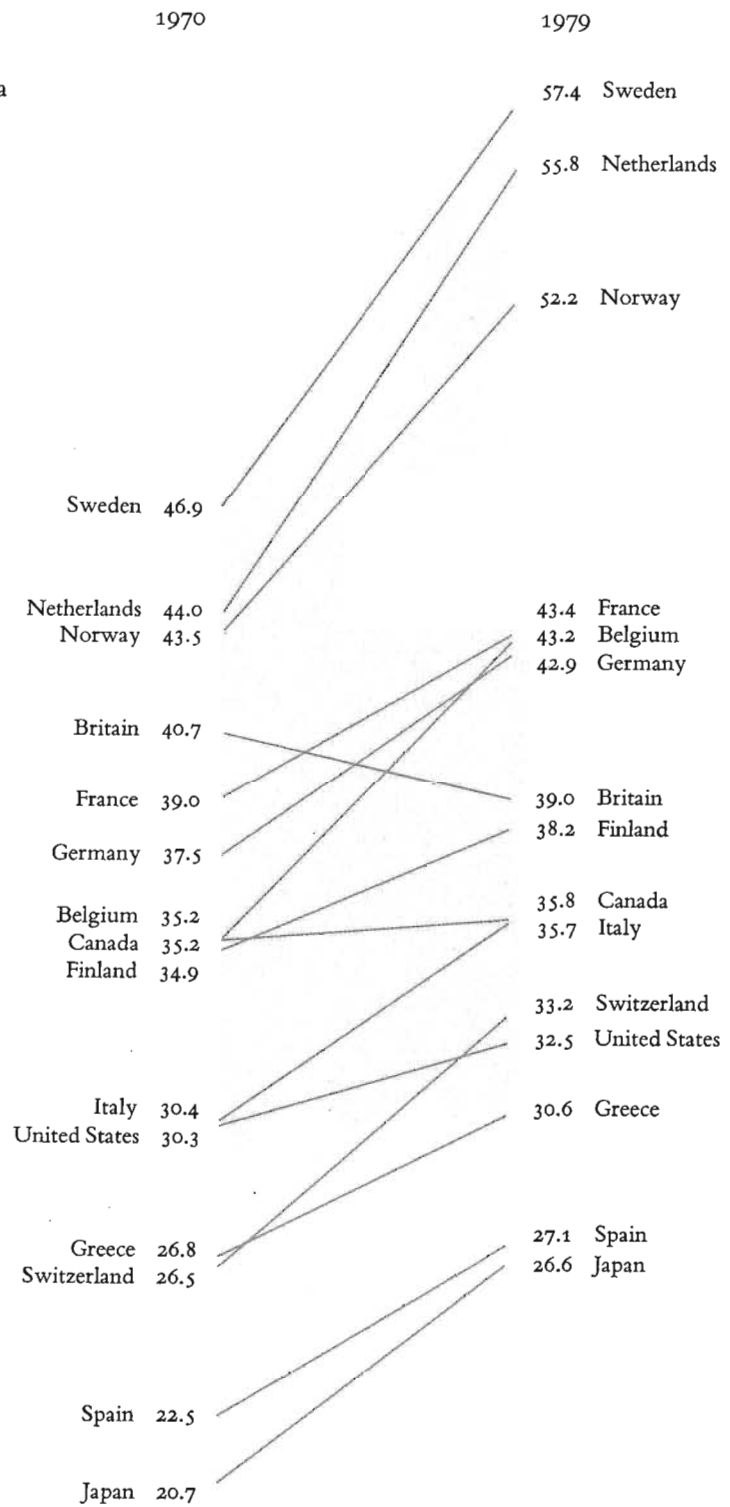 1970 1979
a
57.4 Sweden
55.8 Netherlands
52.2 Norway
Sweden 46.9
Netherlands 44.0 43.4 France
Norway 43.5 43.2 Belgium
42.9 Germany
Britain 40.7
France 39.0 39.0 Britain
38.2 Finland
Germany 37.5
35.8 Canada
Belgium 35.2
35.7 Italy
Canada 35.2
Finland 34.9
33.2 Switzerland
32.5 United States
Italy 30.4 30.6 Greece
United States 30.3
27.1 Spain
Greece 26.8
26.6 Japan
Switzerland 26.5
Spain 22.5
Japan 20.7